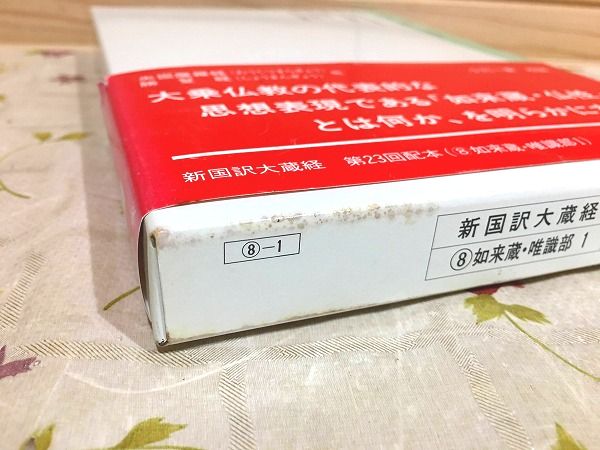 大乗仏教の代表的な
思想表現である“如来蔵・仏性”
とは何か、を明らかに
新国訳大蔵経 第23回配本(⑧如来蔵・唯識部1)
⑧-1
新国訳大蔵経
⑧如来蔵・唯識部 1